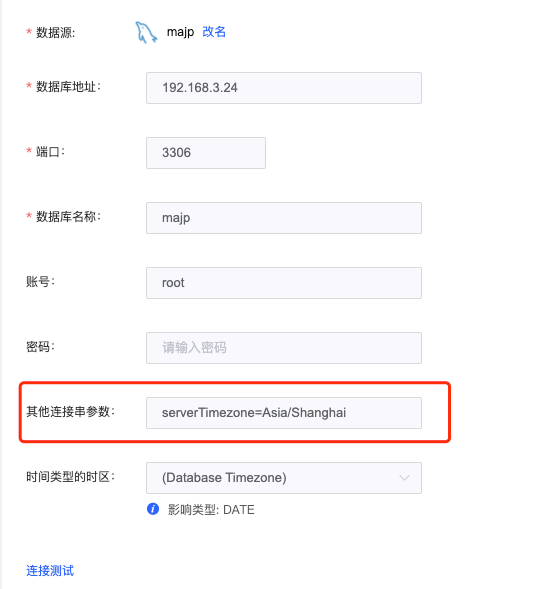 * 数据源: majp 改名
* 数据库地址: 192.168.3.24
* 端口: 3306
* 数据库名称: majp
账号: root
密码: 请输入密码
其他连接串参数: serverTimezone=Asia/Shanghai
时间类型的时区: (Database Timezone)
i 影响类型: DATE
连接测试